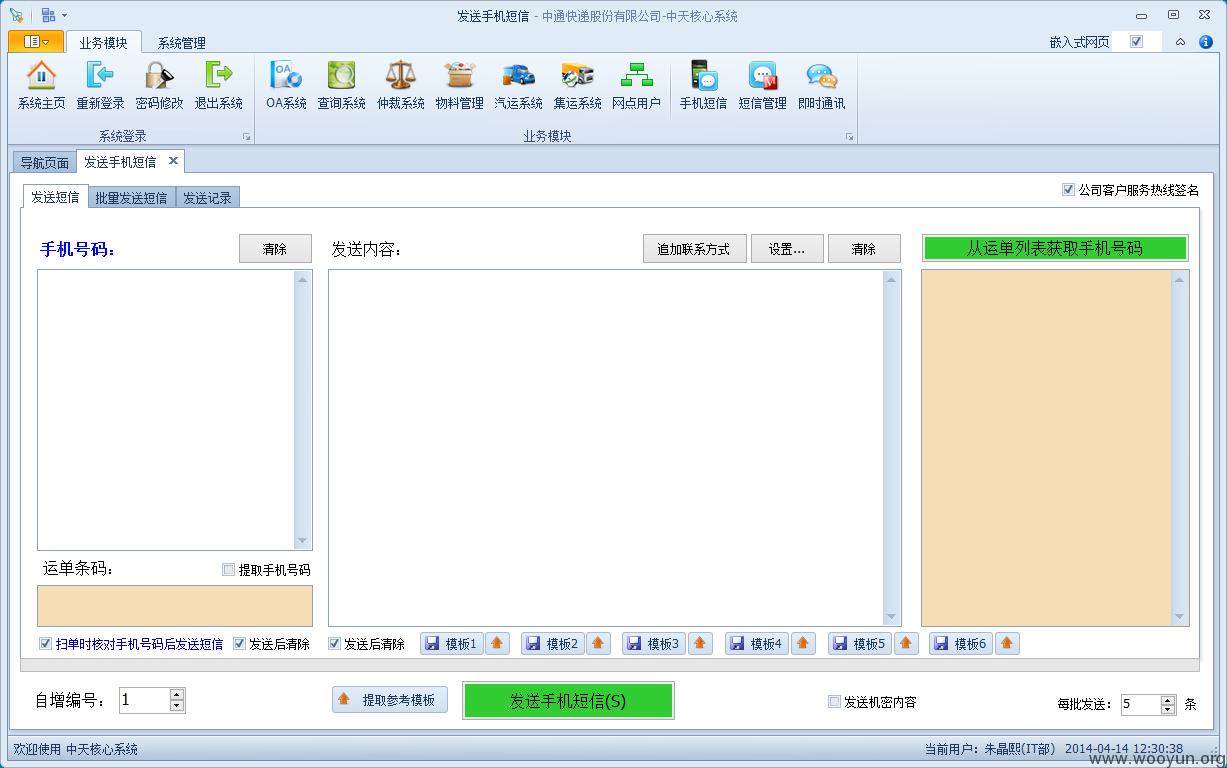 发送手机短信 - 中通快递股份有限公司-中天核心系统
业务模块 系统管理 嵌入式网页
系统主页 重新登录 密码修改 退出系统 OA系统 查询系统 仲裁系统 物料管理 汽运系统 集运系统 网点用户 手机短信 短信管理 即时通讯
系统登录 业务模块
导航页面 发送手机短信
发送短信 批量发送短信 发送记录 公司客户服务热线签名
手机号码: 清除 发送内容: 追加联系方式 设置... 清除 从运单列表获取手机号码
运单条码: 提取手机号码
扫单时核对手机号码后发送短信 发送后清除 发送后清除 模板1 模板2 模板3 模板4 模板5 模板6
自增编号: 1 提取参考模板 发送手机短信(S) 发送机密内容 每批发送: 5 条
欢迎使用 中天核心系统 当前用户: 朱晶熙(IT部) 2014-04-14 12:30:38
www.wooyun.org